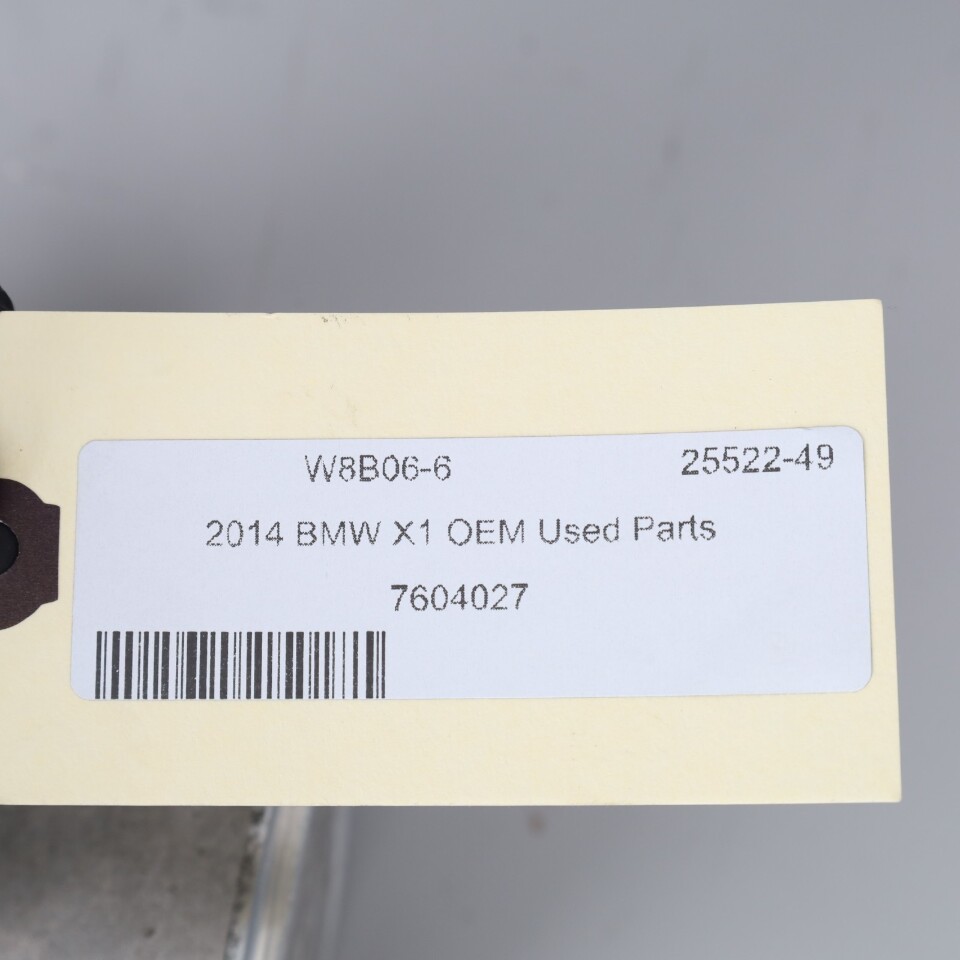 W8B06-6 25522-49
2014 BMW X1 OEM Used Parts
7604027